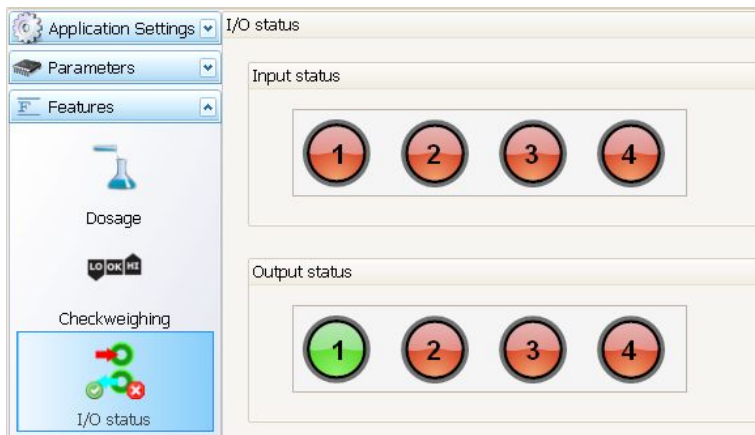 Application Settings
Parameters
F Features
Dosage
LO OK HI
Checkweighing
I/O status
I/O status
Input status
1 2 3 4
Output status
1 2 3 4